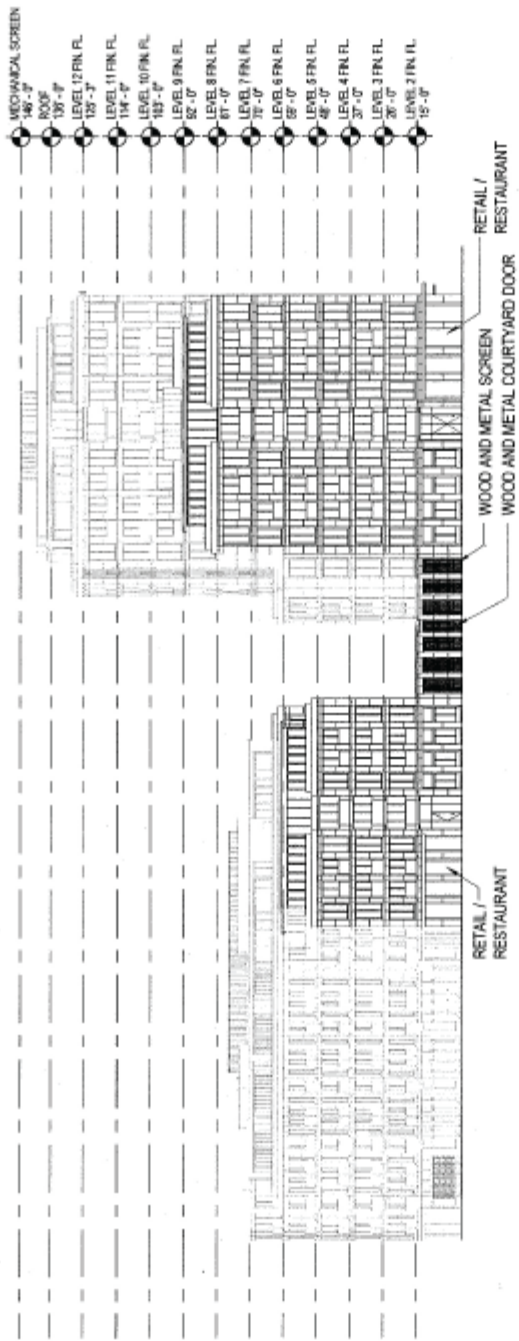 MECHANICAL SCREEN
146'-0"
ROOF
136'-0"
LEVEL 12 FIN. FL.
125'-3"
LEVEL 11 FIN. FL.
114'-0"
LEVEL 10 FIN. FL.
103'-0"
LEVEL 9 FIN. FL.
92'-0"
LEVEL 8 FIN. FL.
81'-0"
LEVEL 7 FIN. FL.
70'-0"
LEVEL 6 FIN. FL.
59'-0"
LEVEL 5 FIN. FL.
48'-0"
LEVEL 4 FIN. FL.
37'-0"
LEVEL 3 FIN. FL.
26'-0"
LEVEL 2 FIN. FL.
15'-0"
RETAIL /
RESTAURANT
WOOD AND METAL SCREEN
WOOD AND METAL COURTYARD DOOR
RETAIL /
RESTAURANT